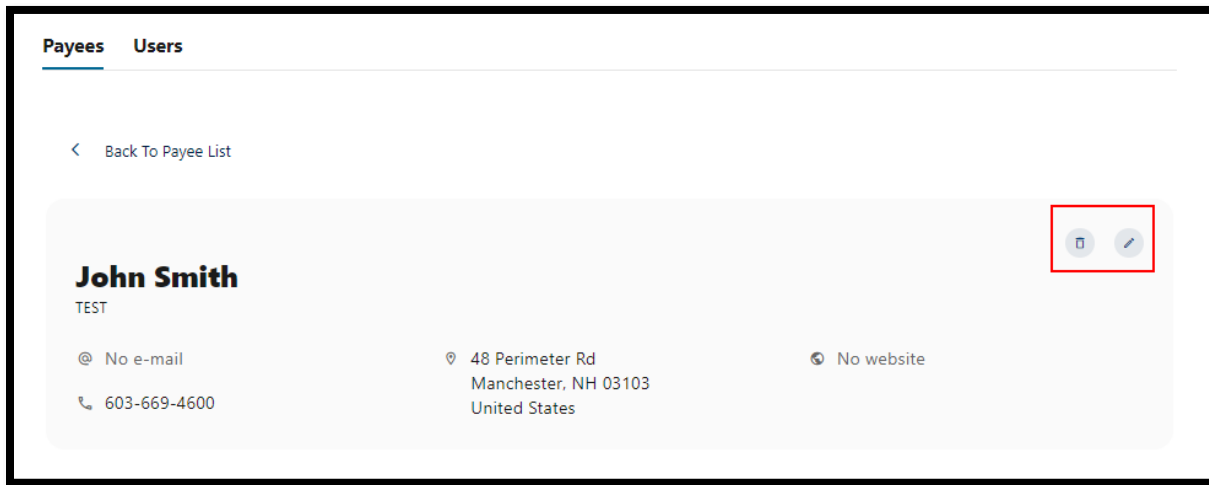 Payees Users
Back To Payee List
John Smith
TEST
No e-mail
603-669-4600
48 Perimeter Rd
Manchester, NH 03103
United States
No website